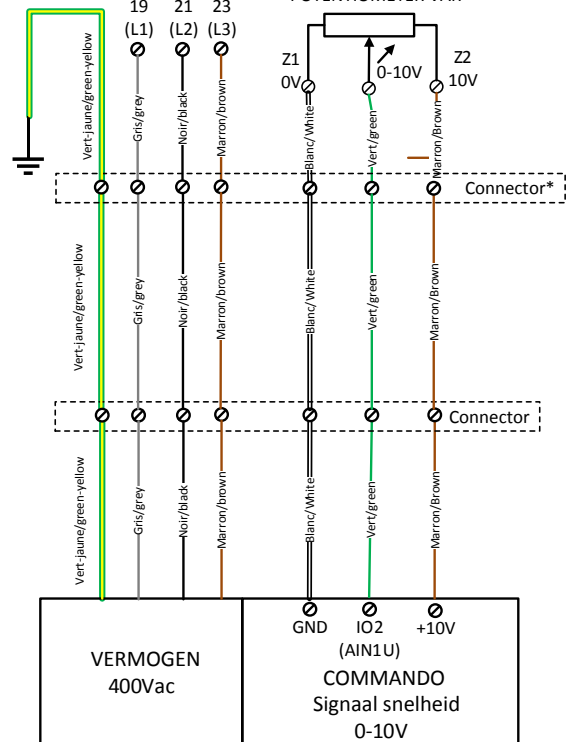 19 21 23
(L1) (L2) (L3)
Z1
0V
0-10V
Z2
10V
Vert-jaune/green-yellow
Gris/grey
Noir/black
Marron/brown
Blanc/White
Vert/green
Marron/Brown
Connector*
Vert-jaune/green-yellow
Gris/grey
Noir/black
Marron/brown
Blanc/White
Vert/green
Marron/Brown
Connector
Vert-jaune/green-yellow
Gris/grey
Noir/black
Marron/brown
Blanc/White
Vert/green
Marron/Brown
GND IO2 +10V
(AIN1U)
VERMOGEN
400Vac
COMMANDO
Signaal snelheid
0-10V